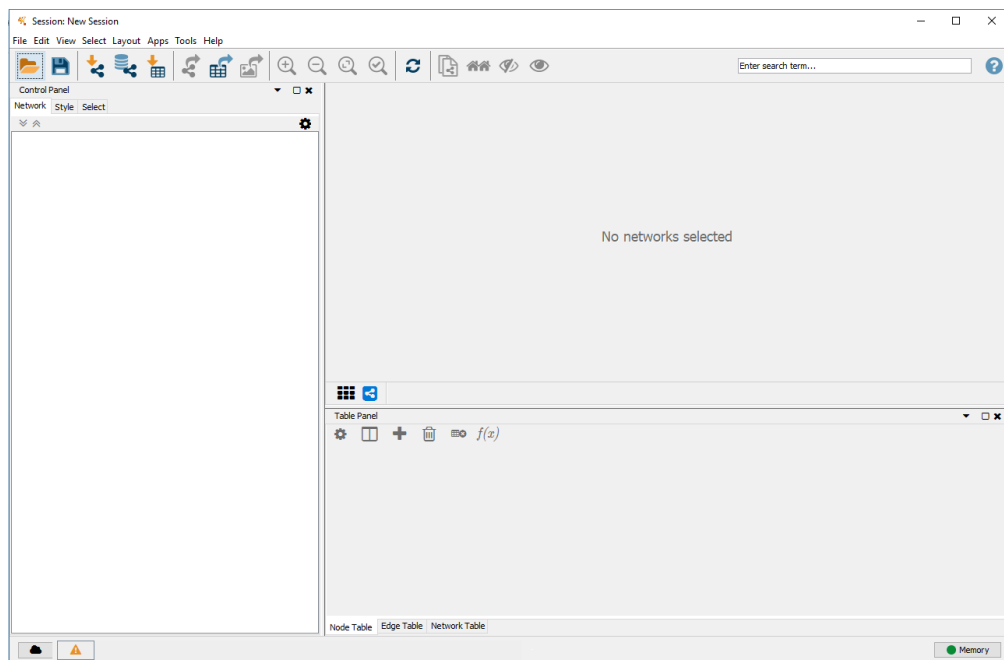 Session: New Session
File Edit View Select Layout Apps Tools Help
Enter search term...
Control Panel
Network Style Select
No networks selected
Table Panel
f(x)
Node Table Edge Table Network Table
Memory